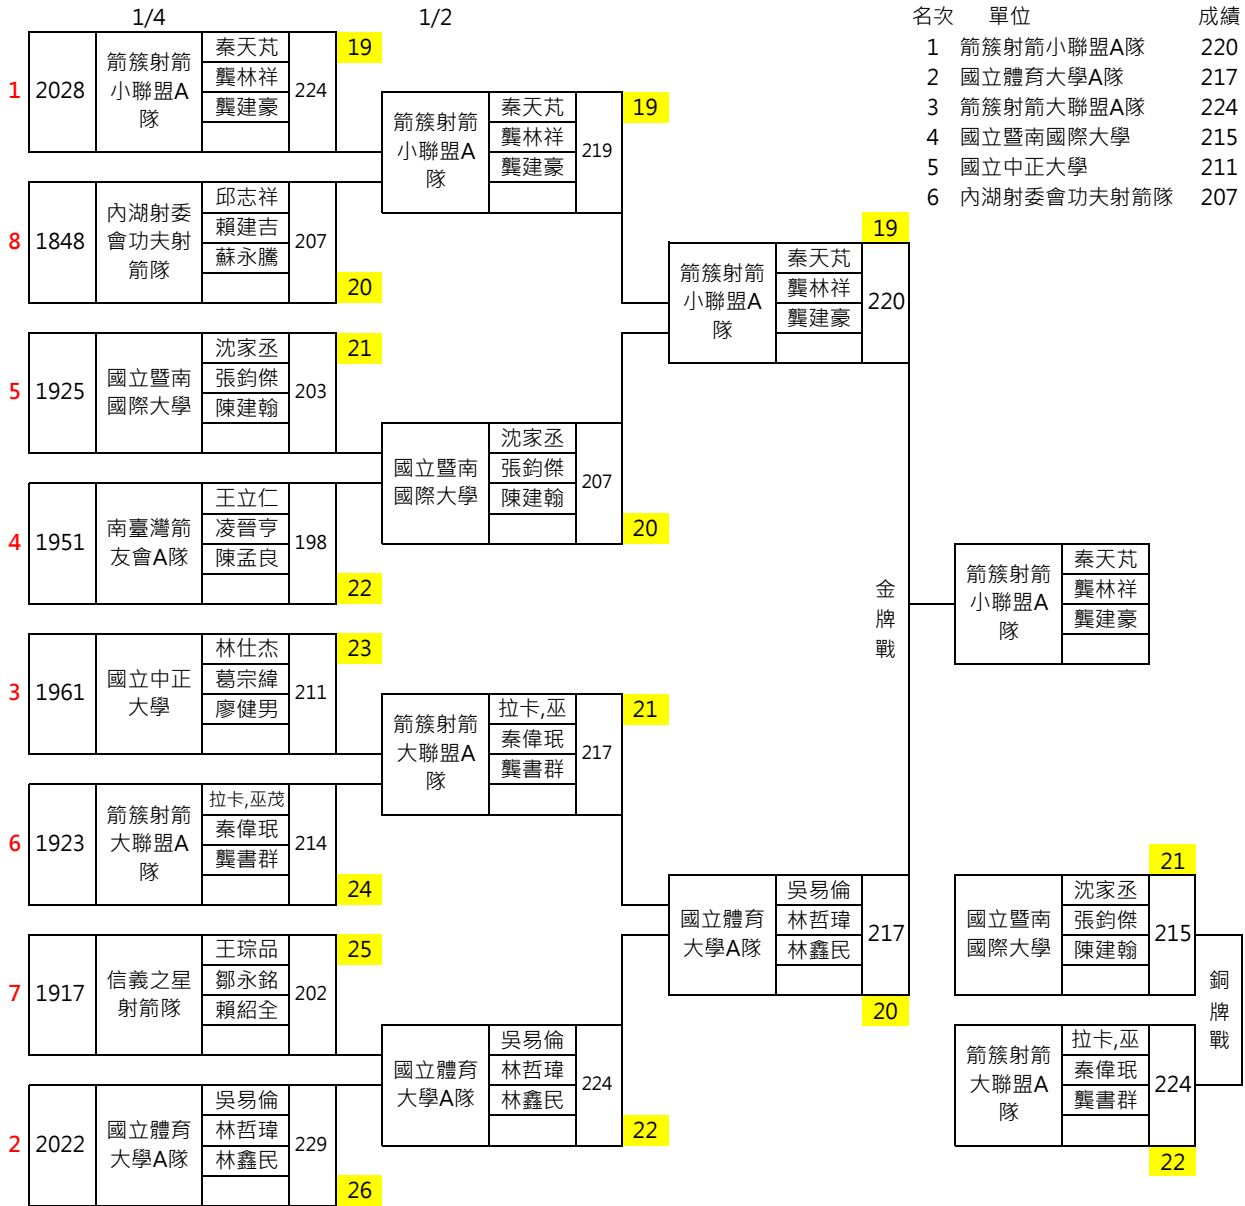 1/4
1/2
名次 單位 成績
1 箭簇射箭小聯盟A隊 220
2 國立體育大學A隊 217
3 箭簇射箭大聯盟A隊 224
4 國立暨南國際大學 215
5 國立中正大學 211
6 內湖射委會功夫射箭隊 207
1
2028
箭簇射箭
小聯盟A
隊
秦天芃
龔林祥
龔建豪
224
19
8
1848
內湖射委
會功夫射
箭隊
邱志祥
賴建吉
蘇永騰
207
20
5
1925
國立暨南
國際大學
沈家丞
張鈞傑
陳建翰
203
21
4
1951
南臺灣箭
友會A隊
王立仁
凌晉亨
陳孟良
198
22
3
1961
國立中正
大學
林仕杰
葛宗緯
廖健男
211
23
6
1923
箭簇射箭
大聯盟A
隊
拉卡,巫茂
秦偉珉
龔書群
214
24
7
1917
信義之星
射箭隊
王琮品
鄒永銘
賴紹全
202
25
2
2022
國立體育
大學A隊
吳易倫
林哲瑋
林鑫民
229
26
箭簇射箭
小聯盟A
隊
秦天芃
龔林祥
龔建豪
219
19
國立暨南
國際大學
沈家丞
張鈞傑
陳建翰
207
20
箭簇射箭
大聯盟A
隊
拉卡,巫
秦偉珉
龔書群
217
21
國立體育
大學A隊
吳易倫
林哲瑋
林鑫民
224
22
19
箭簇射箭
小聯盟A
隊
秦天芃
龔林祥
龔建豪
220
金
牌
戰
國立體育
大學A隊
吳易倫
林哲瑋
林鑫民
217
20
箭簇射箭
小聯盟A
隊
秦天芃
龔林祥
龔建豪
21
國立暨南
國際大學
沈家丞
張鈞傑
陳建翰
215
銅
牌
戰
箭簇射箭
大聯盟A
隊
拉卡,巫
秦偉珉
龔書群
224
22